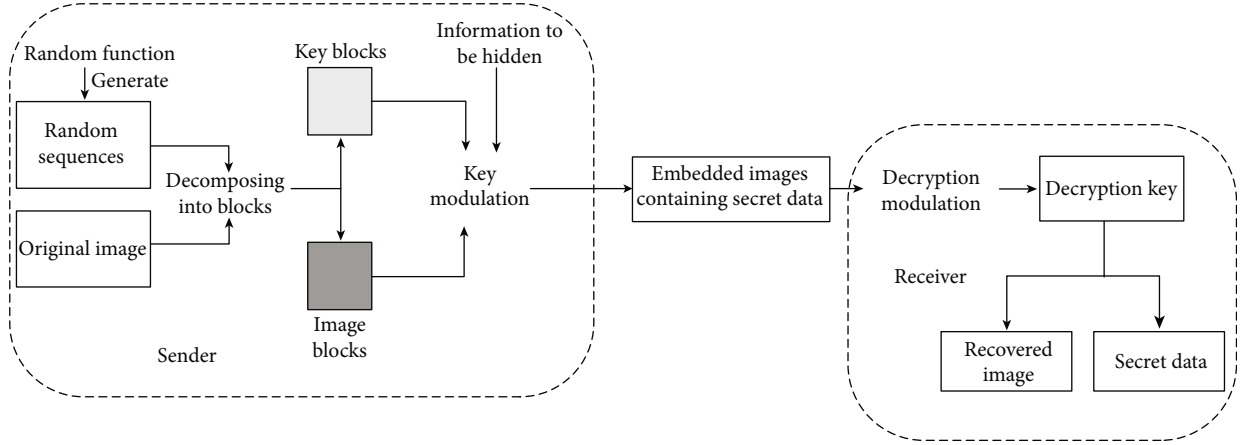 Random function
Generate
Random
sequences
Original image
Decomposing
into blocks
Key blocks
Image
blocks
Information to
be hidden
Key
modulation
Sender
Embedded images
containing secret data
Decryption
modulation
Decryption key
Receiver
Recovered
image
Secret data